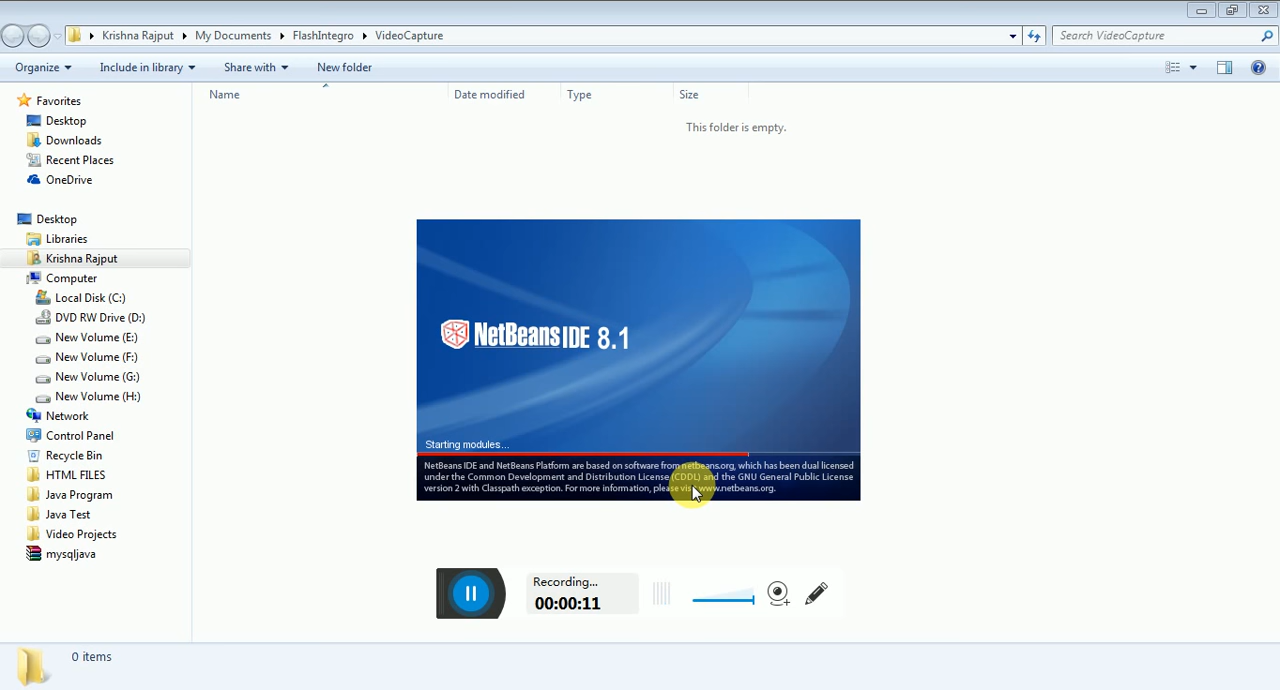 Krishna Rajput My Documents FlashIntegro VideoCapture
Search VideoCapture
Organize Include in library Share with New folder
Name Date modified Type Size
This folder is empty.
Favorites
Desktop
Downloads
Recent Places
OneDrive
Desktop
Libraries
Krishna Rajput
Computer
Local Disk (C:)
DVD RW Drive (D:)
New Volume (E:)
New Volume (F:)
New Volume (G:)
New Volume (H:)
Network
Control Panel
Recycle Bin
HTML FILES
Java Program
Java Test
Video Projects
mysqljava
NetBeans IDE 8.1
Starting modules...
NetBeans IDE and NetBeans Platform are based on software from netbeans.org, which has been dual licensed
under the Common Development and Distribution License (CDDL) and the GNU General Public License
version 2 with Classpath exception. For more information, please visit www.netbeans.org.
Recording...
00:00:11
0 items